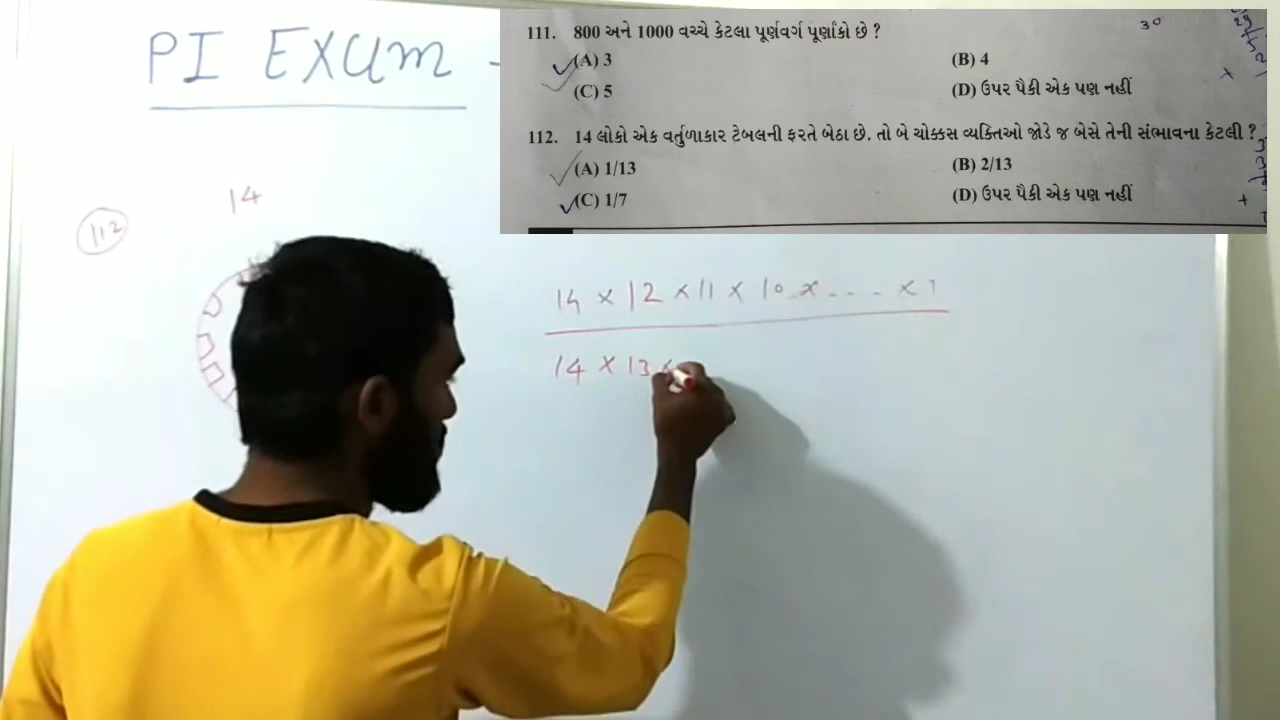 PI EXAM -
111. 800 અને 1000 વચ્ચે કેટલા પૂર્ણવર્ગ પૂર્ણાંકો છે ?
(A) 3 (B) 4
(C) 5 (D) ઉપર પૈકી એક પણ નહીં
112. 14 લોકો એક વર્તુળાકાર ટેબલની ફરતે બેઠા છે. તો બે ચોક્કસ વ્યક્તિઓ જોડે જ બેસે તેની સંભાવના કેટલી ?
(A) 1/13 (B) 2/13
(C) 1/7 (D) ઉપર પૈકી એક પણ નહીં
30
14
112
14 × 12 × 11 × 10 × - - - × 1
14 × 13 ×